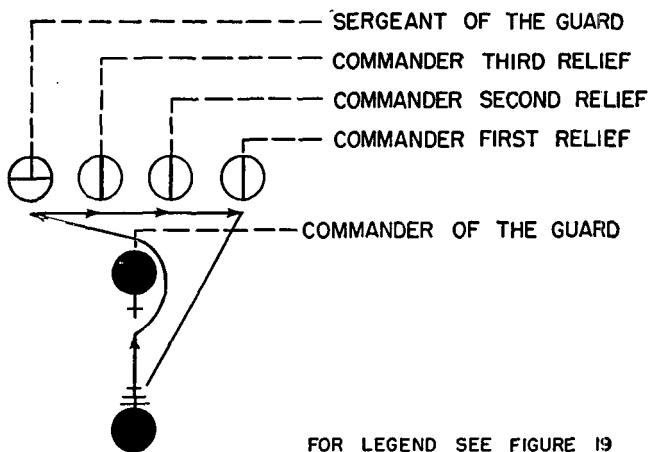 SERGEANT OF THE GUARD
COMMANDER THIRD RELIEF
COMMANDER SECOND RELIEF
COMMANDER FIRST RELIEF
COMMANDER OF THE GUARD
FOR LEGEND SEE FIGURE 19